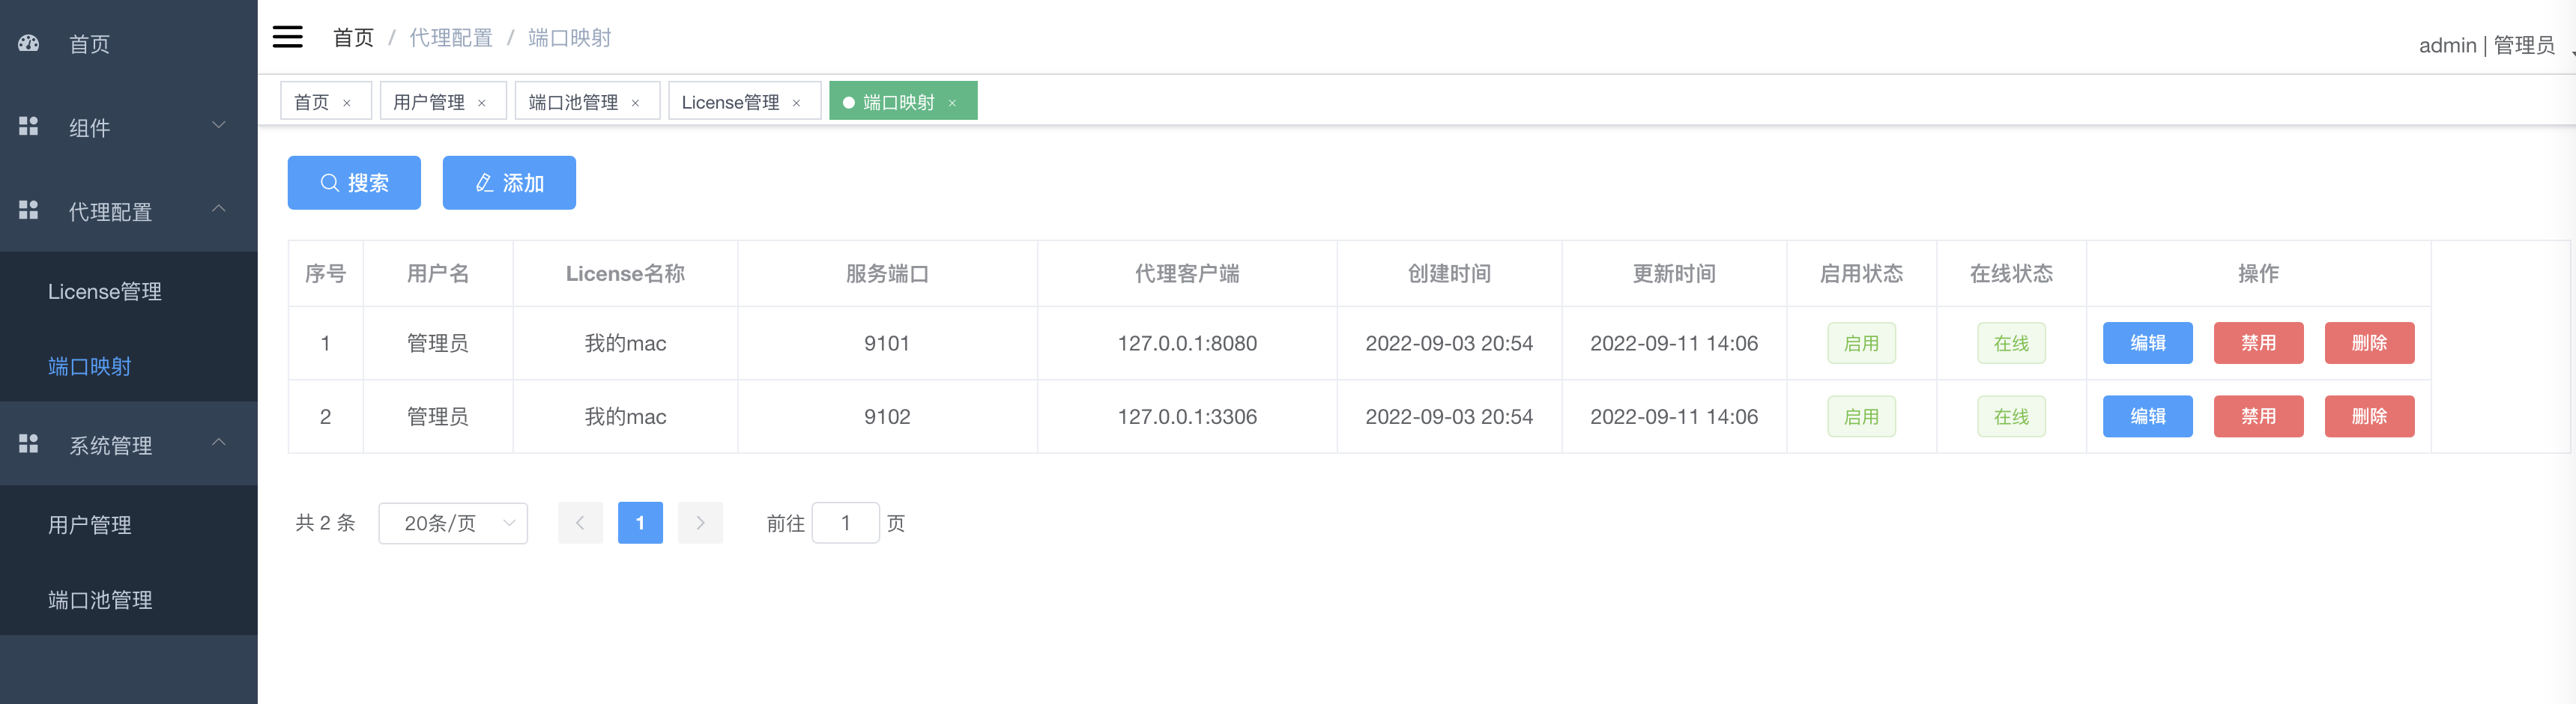 首页
组件
代理配置
License管理
端口映射
系统管理
用户管理
端口池管理
首页 / 代理配置 / 端口映射
admin | 管理员
首页 × 用户管理 × 端口池管理 × License管理 × 端口映射 ×
搜索 添加
序号 用户名 License名称 服务端口 代理客户端 创建时间 更新时间 启用状态 在线状态 操作
1 管理员 我的mac 9101 127.0.0.1:8080 2022-09-03 20:54 2022-09-11 14:06 启用 在线 编辑 禁用 删除
2 管理员 我的mac 9102 127.0.0.1:3306 2022-09-03 20:54 2022-09-11 14:06 启用 在线 编辑 禁用 删除
共 2 条 20条/页 1 前往 1 页